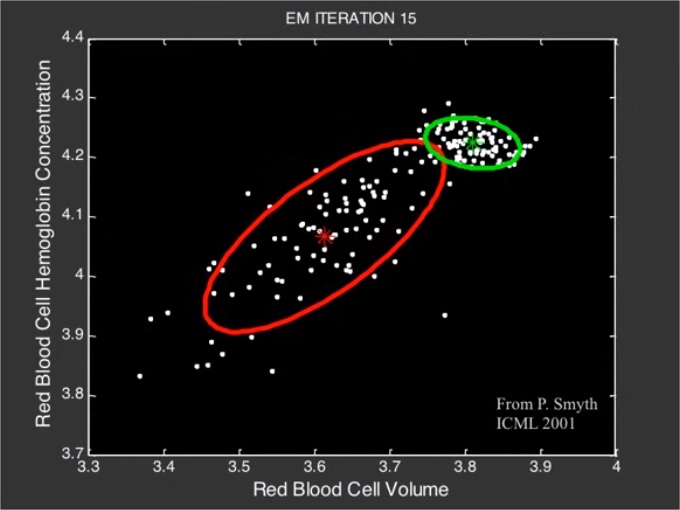 EM ITERATION 15
4.4
4.3
4.2
4.1
4
3.9
3.8
3.7
Red Blood Cell Hemoglobin Concentration
From P. Smyth
ICML 2001
3.3 3.4 3.5 3.6 3.7 3.8 3.9 4
Red Blood Cell Volume